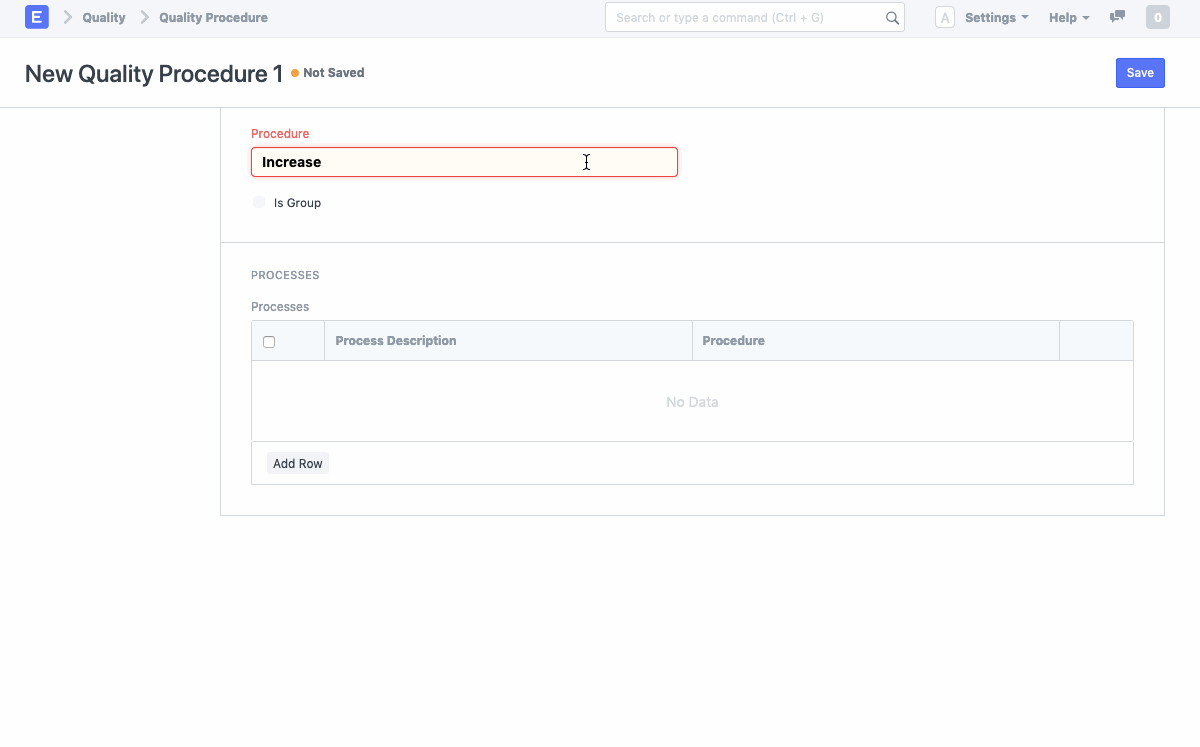 E Quality Quality Procedure Search or type a command (Ctrl + G) A Settings Help 0
New Quality Procedure 1 Not Saved Save
Procedure
Increase
Is Group
PROCESSES
Processes
Process Description Procedure
No Data
Add Row